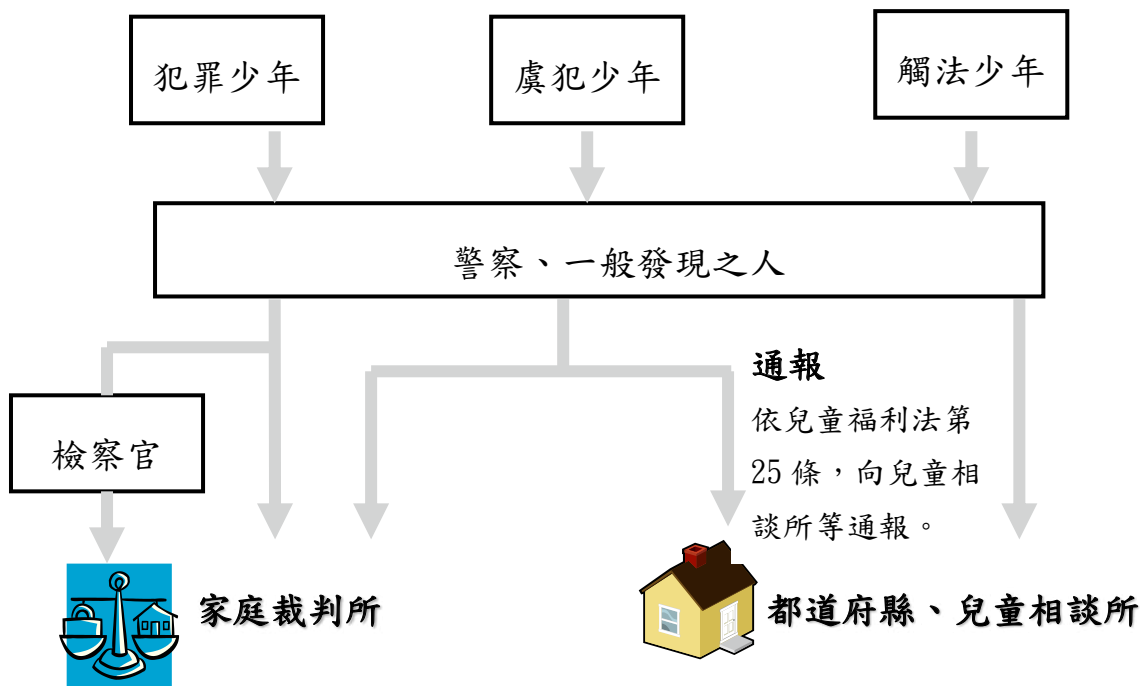 犯罪少年
虞犯少年
觸法少年
警察、一般發現之人
通報
依兒童福利法第
25 條，向兒童相
談所等通報。
檢察官
家庭裁判所
都道府縣、兒童相談所